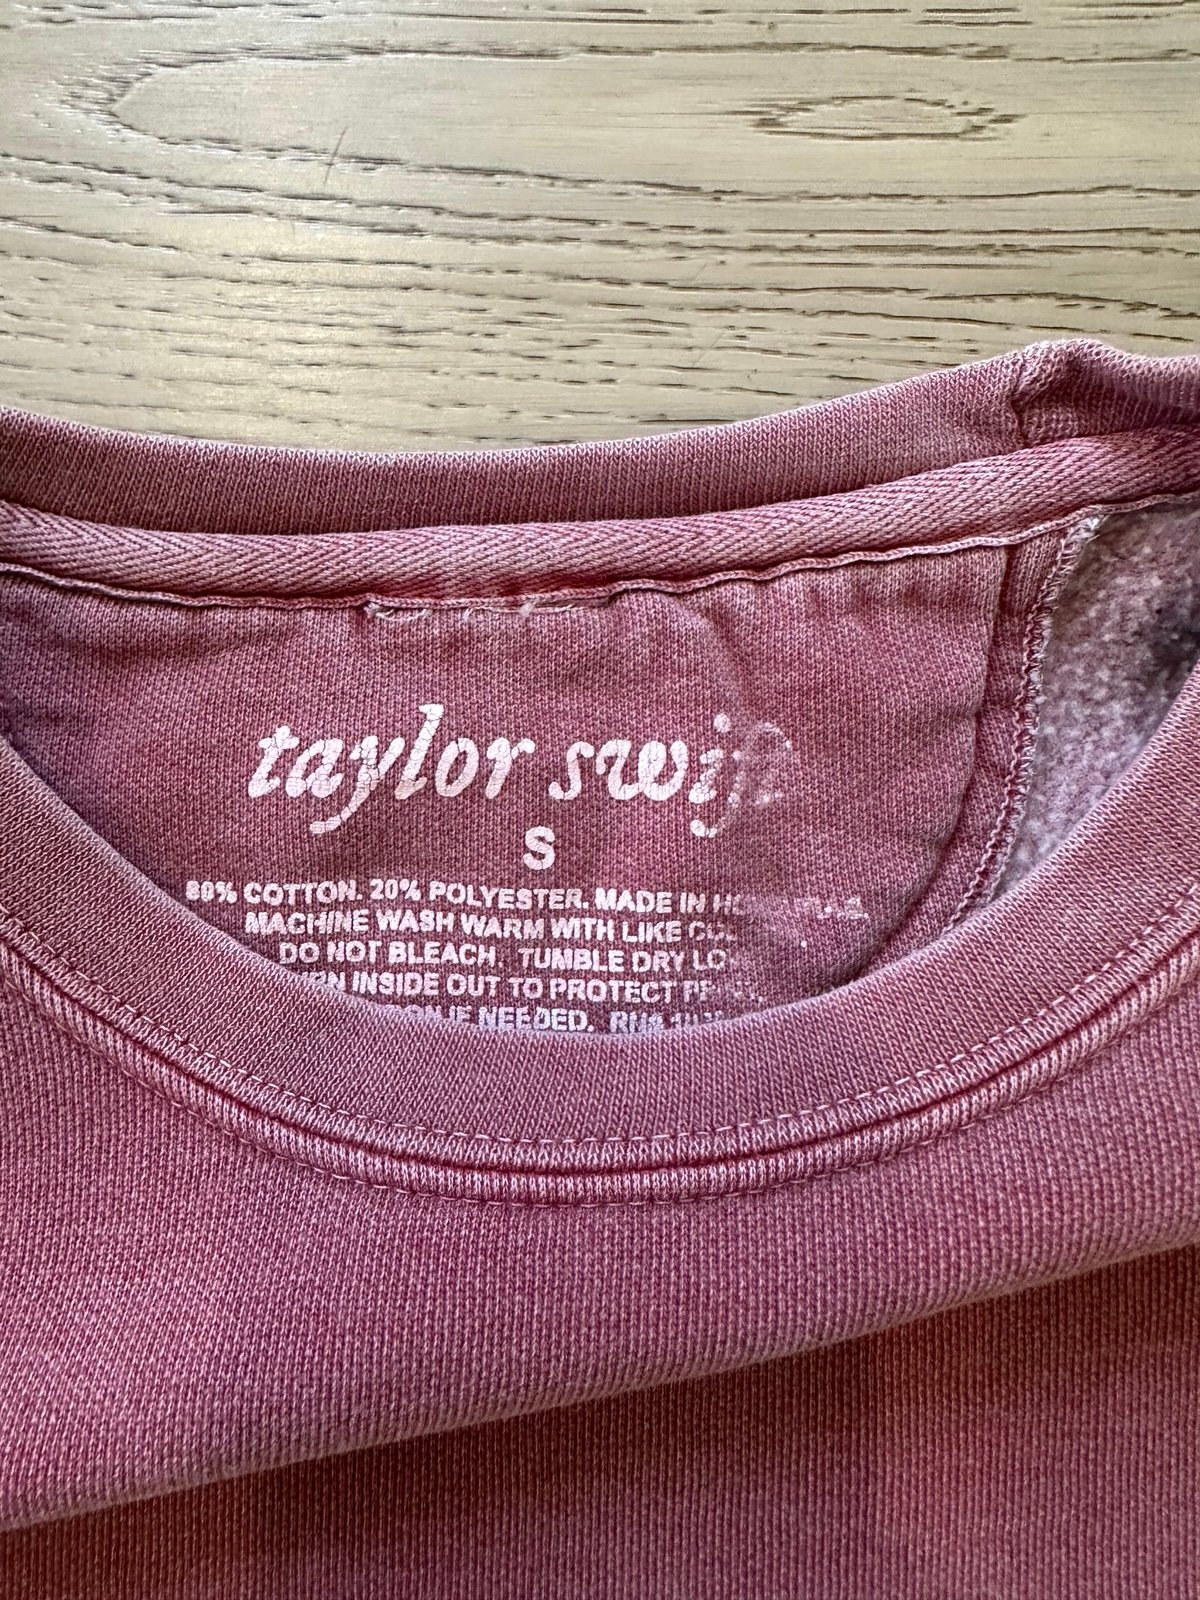 taylor swift
S
80% COTTON. 20% POLYESTER. MADE IN
MACHINE WASH WARM WITH LIKE
DO NOT BLEACH. TUMBLE DRY
INSIDE OUT TO PROTECT
IF NEEDED.